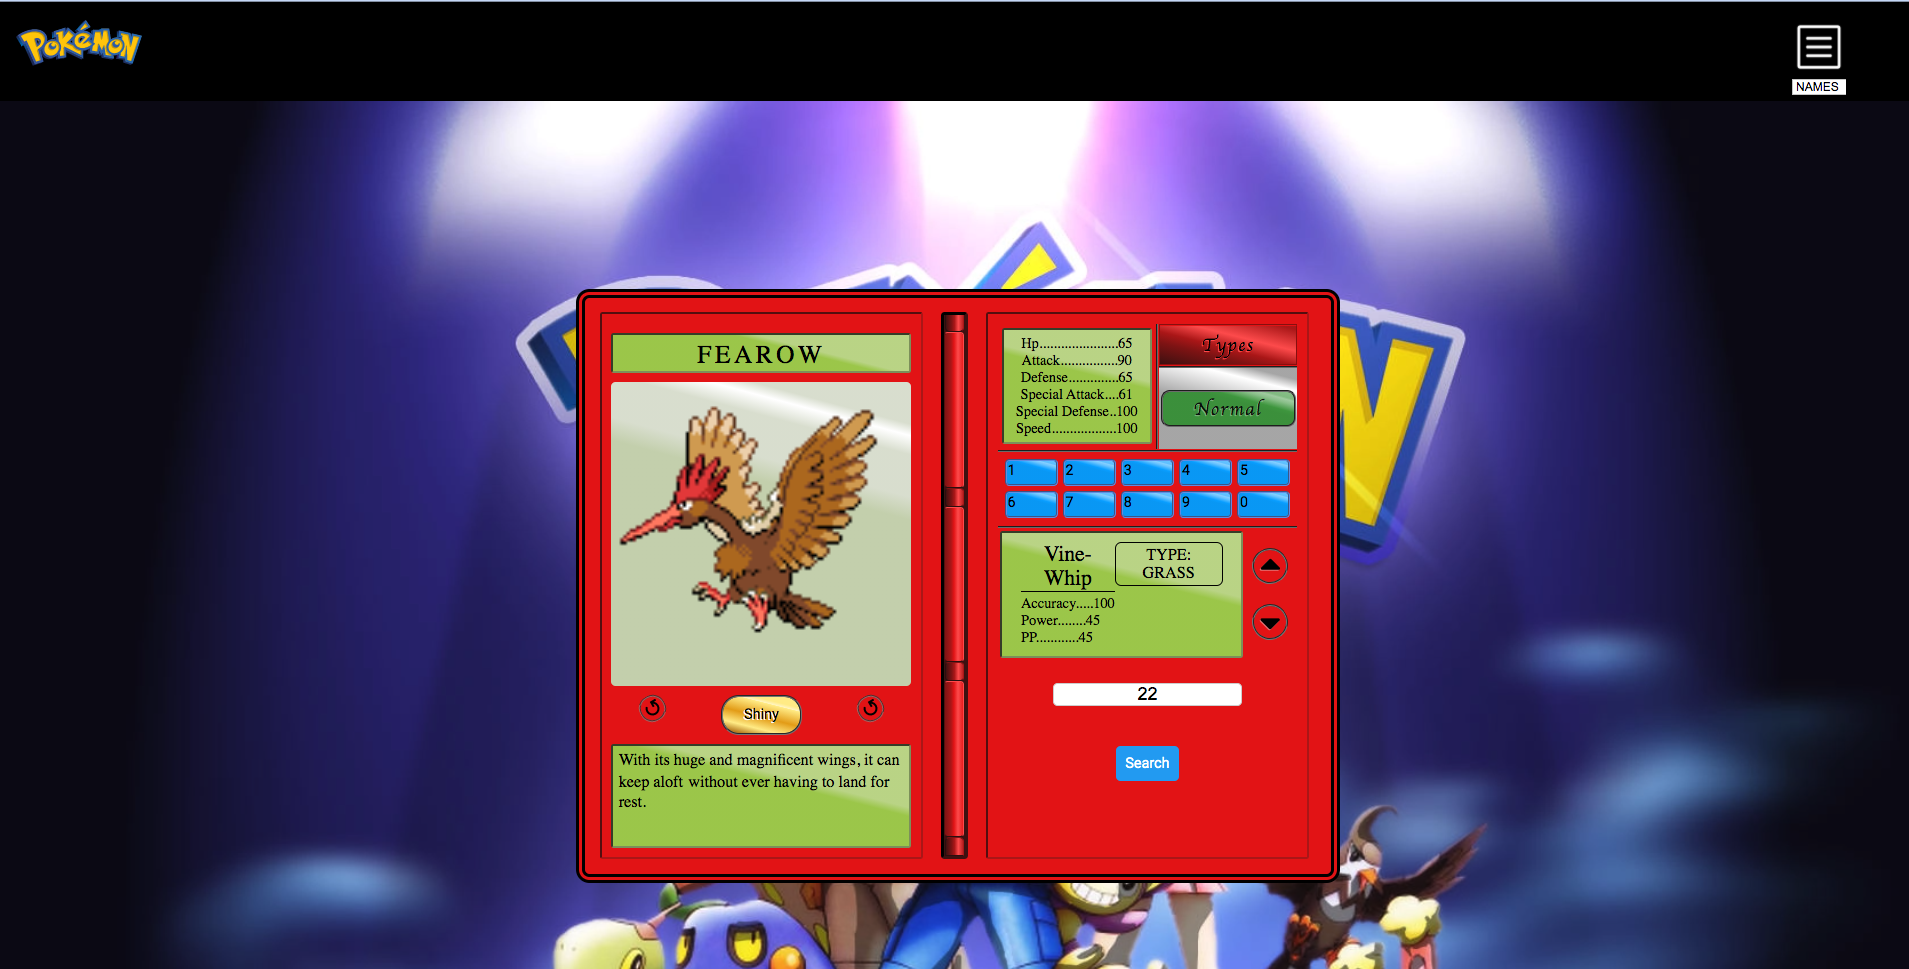 POKéMON
NAMES
FEAROW
Shiny
With its huge and magnificent wings, it can
keep aloft without ever having to land for
rest.
Hp......................65
Attack................90
Defense..............65
Special Attack....61
Special Defense..100
Speed..................100
Types
Normal
1 2 3 4 5
6 7 8 9 0
Vine-
Whip
TYPE:
GRASS
Accuracy.....100
Power........45
PP............45
22
Search